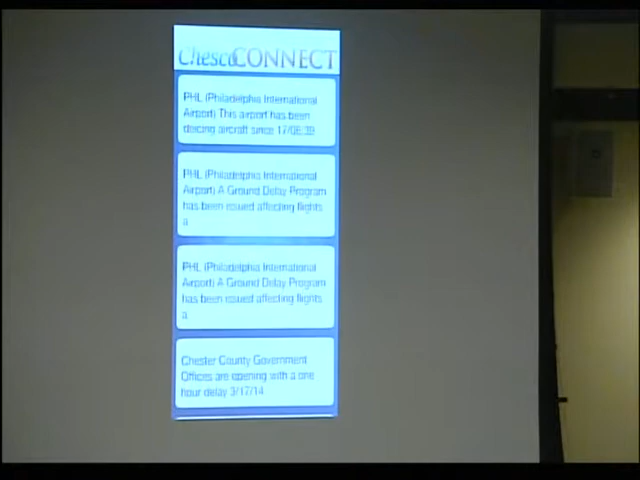 ChescoCONNECT
PHL (Philadelphia International
Airport) This airport has been
deicing aircraft since 17/
PHL (Philadelphia International
Airport) A Ground Delay Program
has been issued affecting flights
a
PHL (Philadelphia International
Airport) A Ground Delay Program
has been issued affecting flights
a
Chester County Government
Offices are opening with a one
hour delay 3/17/14